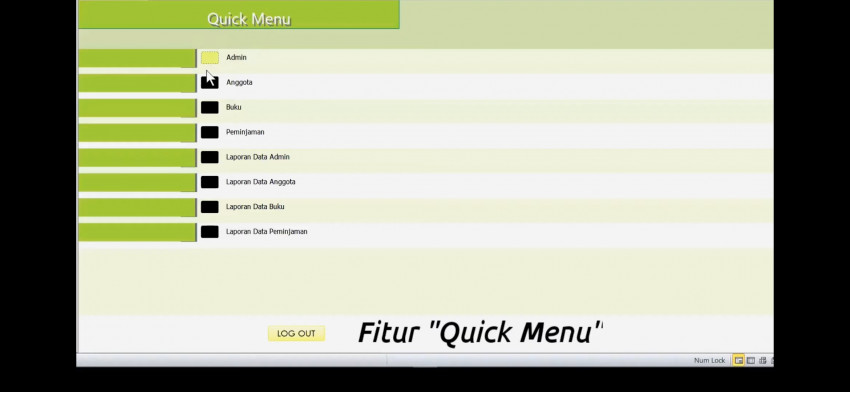 Quick Menu
Admin
Anggota
Buku
Peminjaman
Laporan Data Admin
Laporan Data Anggota
Laporan Data Buku
Laporan Data Peminjaman
LOG OUT
Fitur "Quick Menu"
Num Lock